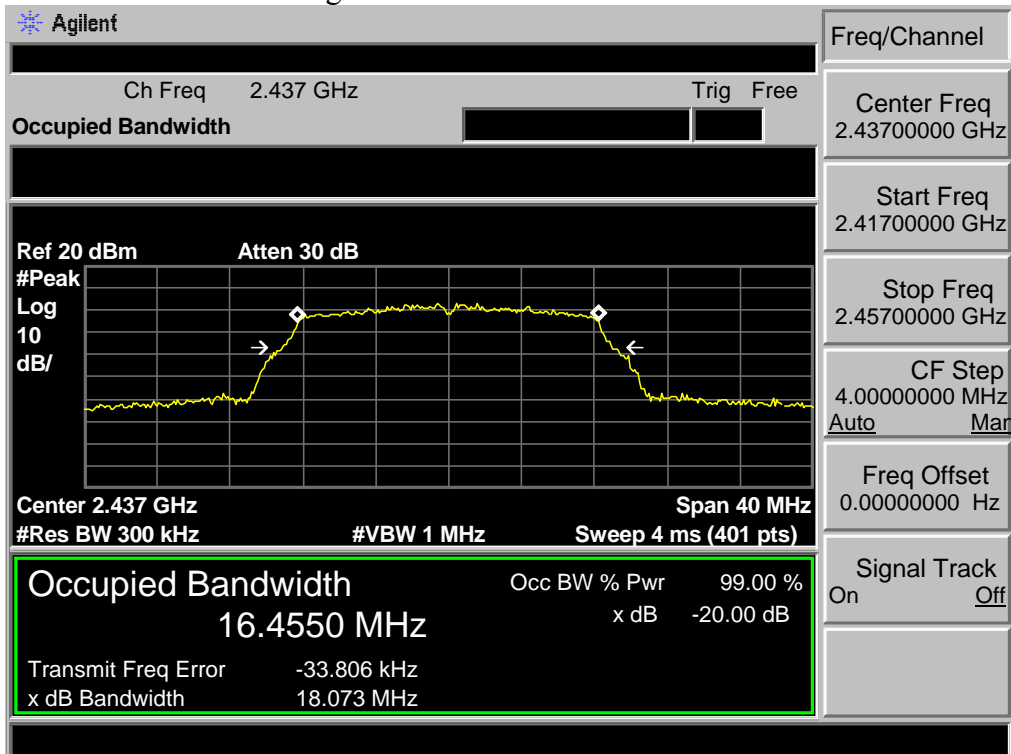 Agilent
Freq/Channel
Ch Freq 2.437 GHz Trig Free
Occupied Bandwidth
Center Freq
2.43700000 GHz
Start Freq
2.41700000 GHz
Ref 20 dBm Atten 30 dB
#Peak
Log
10
dB/
Stop Freq
2.45700000 GHz
CF Step
4.00000000 MHz
Auto Man
Center 2.437 GHz Span 40 MHz
#Res BW 300 kHz #VBW 1 MHz Sweep 4 ms (401 pts)
Freq Offset
0.00000000 Hz
Occupied Bandwidth Occ BW % Pwr 99.00 %
16.4550 MHz x dB -20.00 dB
Transmit Freq Error -33.806 kHz
x dB Bandwidth 18.073 MHz
Signal Track
On Off